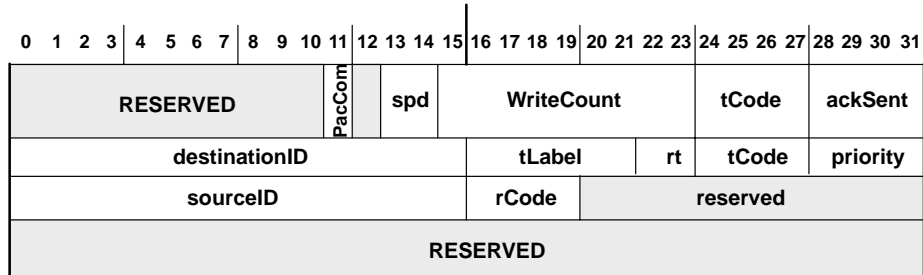 0 1 2 3 4 5 6 7 8 9 10 11 12 13 14 15 16 17 18 19 20 21 22 23 24 25 26 27 28 29 30 31
RESERVED PacCom spd WriteCount tCode ackSent
destinationID tLabel rt tCode priority
sourceID rCode reserved
RESERVED